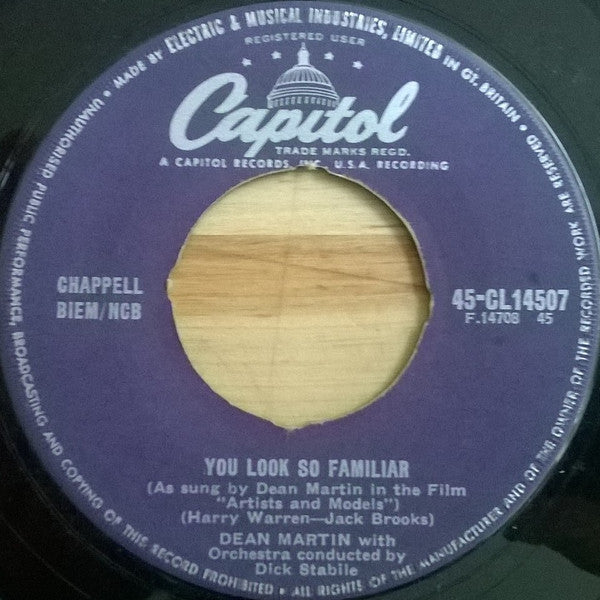 MADE BY ELECTRIC & MUSICAL INDUSTRIES, LIMITED IN GT. BRITAIN • ALL RIGHTS OF THE MANUFACTURER AND OF THE OWNER OF THE RECORDED WORK ARE RESERVED
UNAUTHORISED PUBLIC PERFORMANCE, BROADCASTING AND COPYING OF THIS RECORD PROHIBITED •
REGISTERED USER
Capitol
TRADE MARKS REGD.
A CAPITOL RECORDS, INC., U.S.A. RECORDING
CHAPPELL
BIEM/NCB
45-CL14507
F.14708 45
YOU LOOK SO FAMILIAR
(As sung by Dean Martin in the Film
"Artists and Models")
(Harry Warren—Jack Brooks)
DEAN MARTIN with
Orchestra conducted by
Dick Stabile